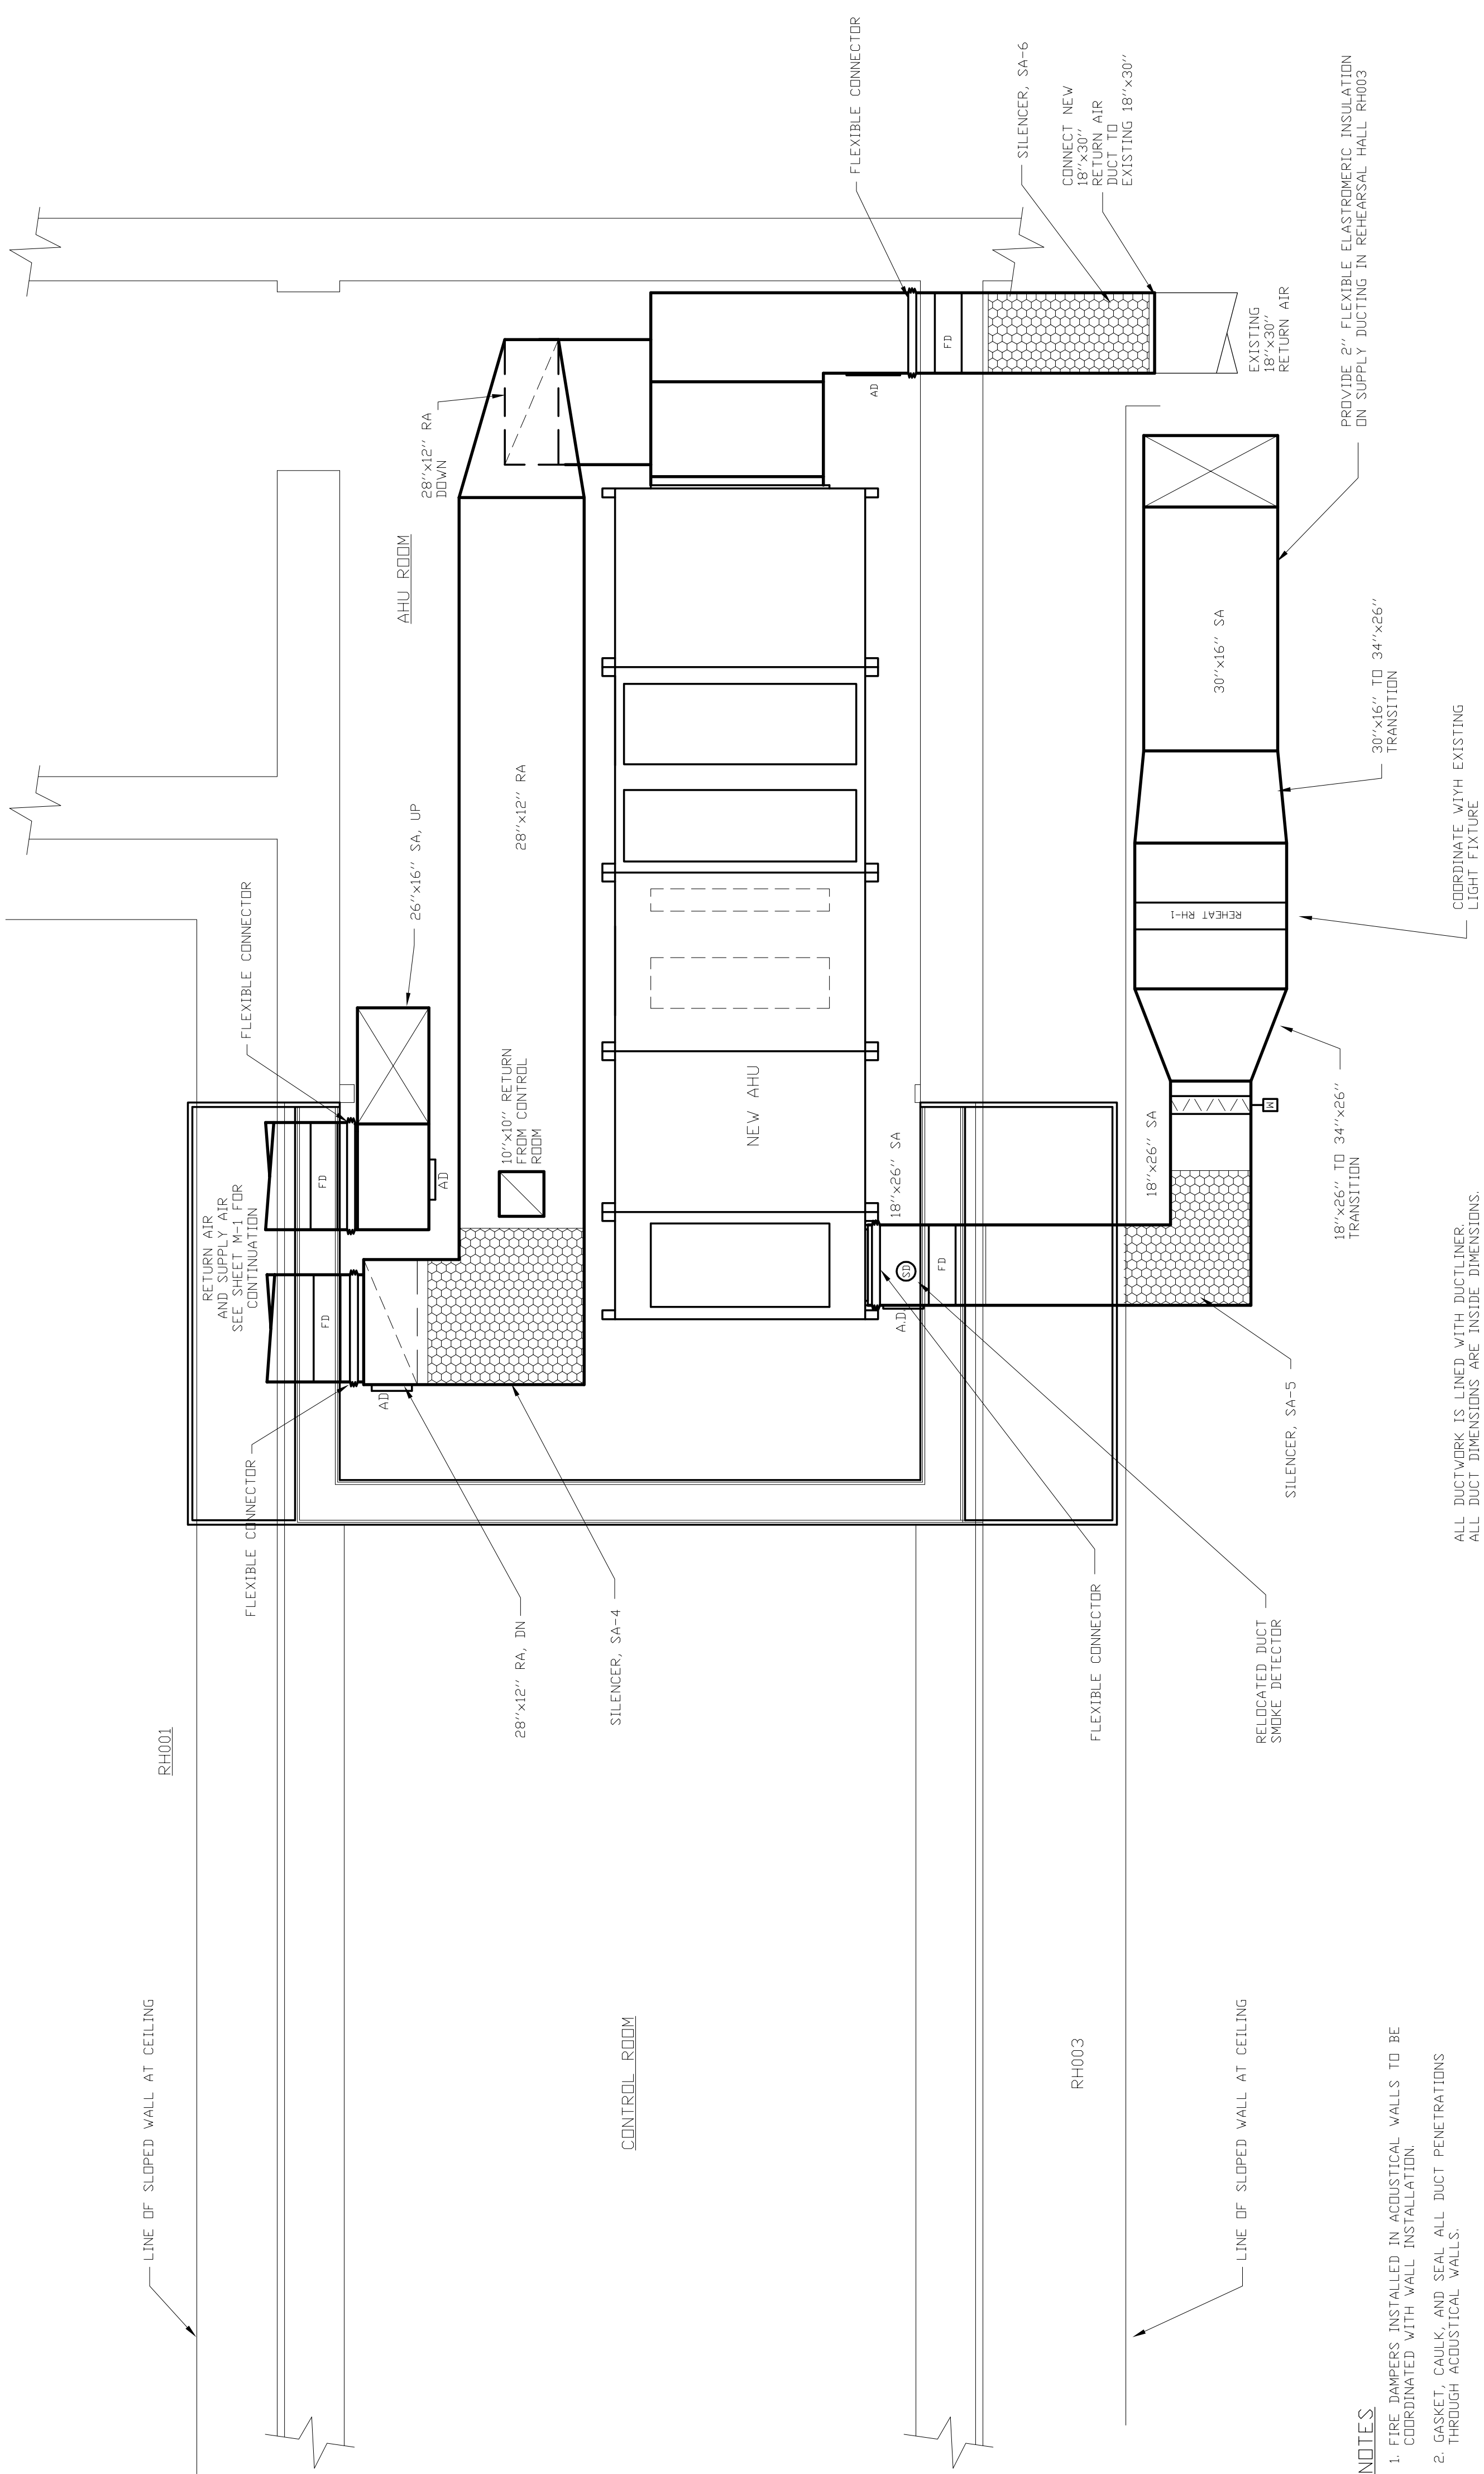 LINE OF SLOPED WALL AT CEILING
RH001
FLEXIBLE CONNECTOR
RETURN AIR
AND SUPPLY AIR
SEE SHEET M-1 FOR
CONTINUATION
FLEXIBLE CONNECTOR
FD
FD
AD
AD
26"x16" SA, UP
AHU ROOM
28"x12" RA
DOWN
28"x12" RA
10"x10" RETURN
FROM CONTROL
ROOM
28"x12" RA, DN
SILENCER, SA-4
CONTROL ROOM
NEW AHU
FLEXIBLE CONNECTOR
AD
FD
SILENCER, SA-6
CONNECT NEW
18"x30"
RETURN AIR
DUCT TO
EXISTING 18"x30"
EXISTING
18"x30"
RETURN AIR
18"x26" SA
SD
A.D.
FD
FLEXIBLE CONNECTOR
RH003
18"x26" SA
M
REHEAT RH-1
30"x16" SA
RELOCATED DUCT
SMOKE DETECTOR
SILENCER, SA-5
18"x26" TO 34"x26"
TRANSITION
30"x16" TO 34"x26"
TRANSITION
PROVIDE 2" FLEXIBLE ELASTROMERIC INSULATION
ON SUPPLY DUCTING IN REHEARSAL HALL RH003
LINE OF SLOPED WALL AT CEILING
COORDINATE WIYH EXISTING
LIGHT FIXTURE
ALL DUCTWORK IS LINED WITH DUCTLINER.
ALL DUCT DIMENSIONS ARE INSIDE DIMENSIONS.
NOTES
1. FIRE DAMPERS INSTALLED IN ACOUSTICAL WALLS TO BE
COORDINATED WITH WALL INSTALLATION.
2. GASKET, CAULK, AND SEAL ALL DUCT PENETRATIONS
THROUGH ACOUSTICAL WALLS.